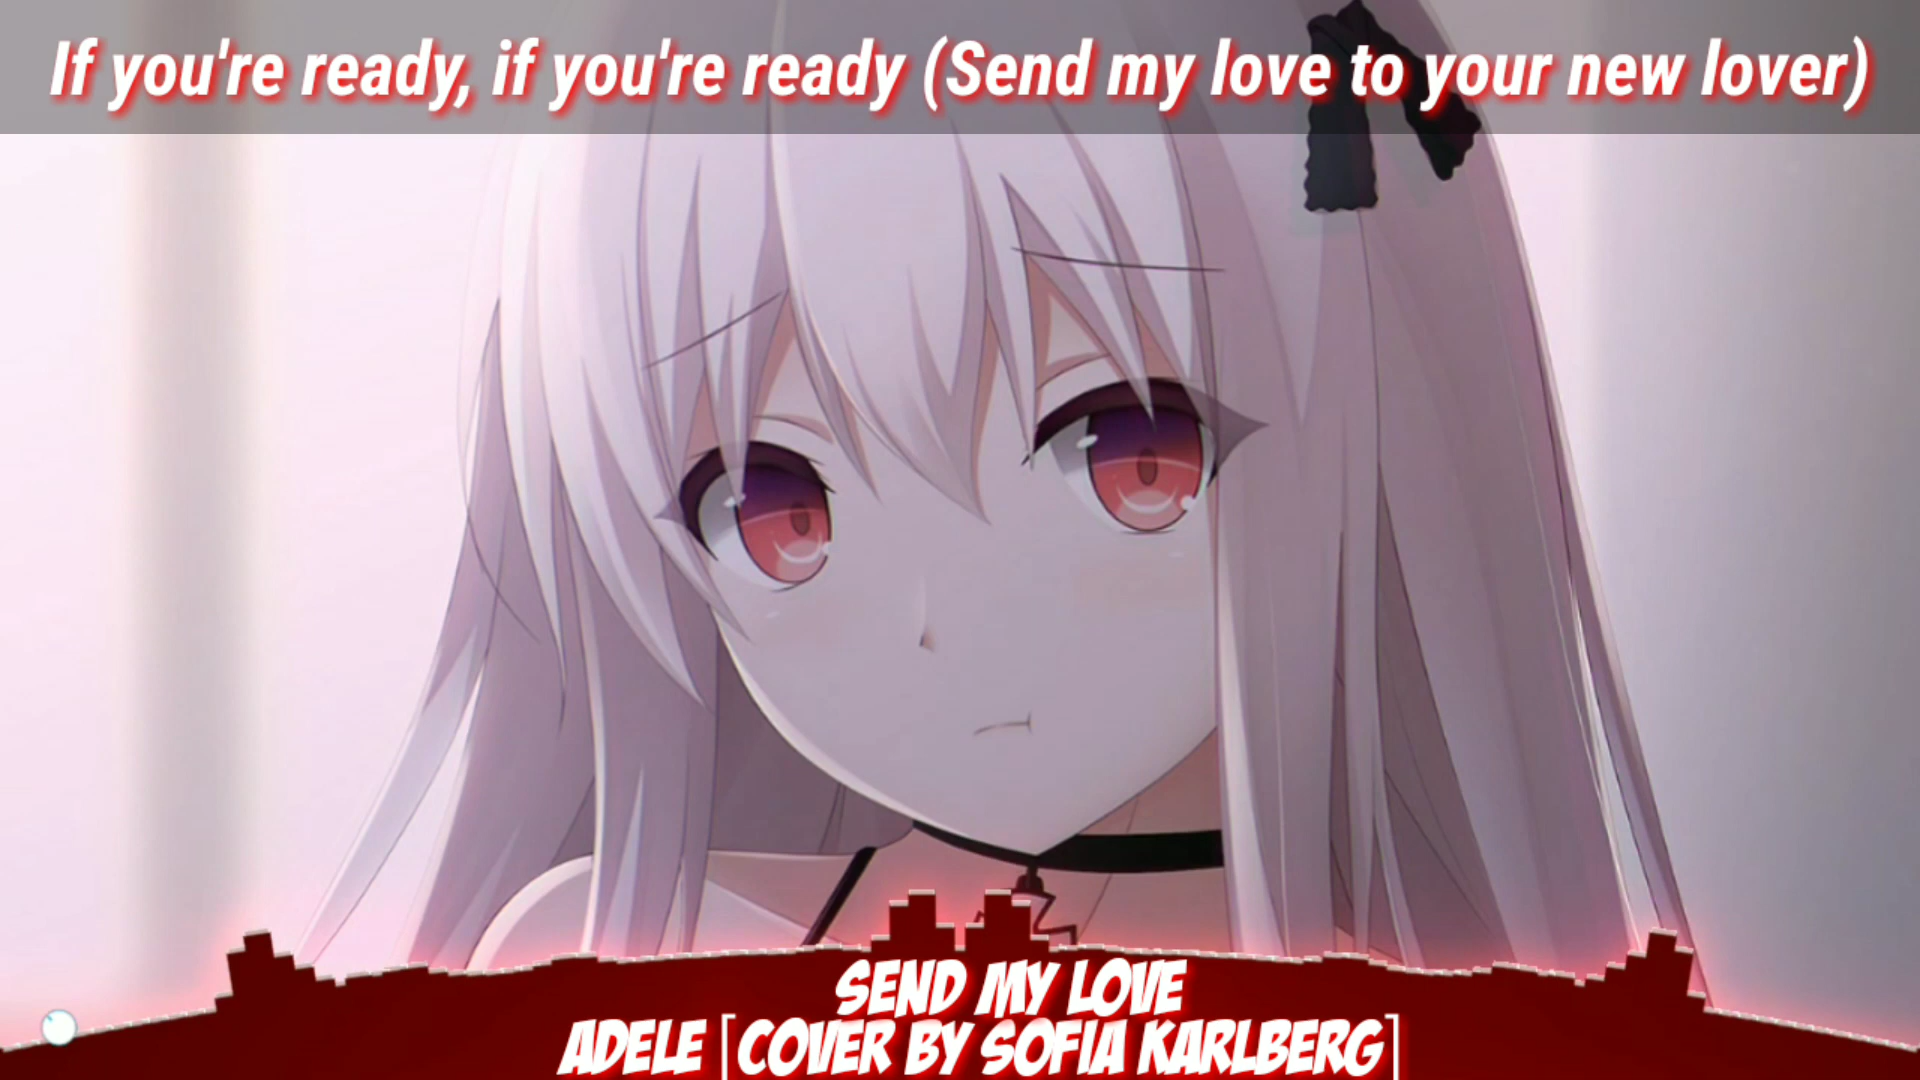 If you're ready, if you're ready (Send my love to your new lover)
SEND MY LOVE
ADELE [COVER BY SOFIA KARLBERG]